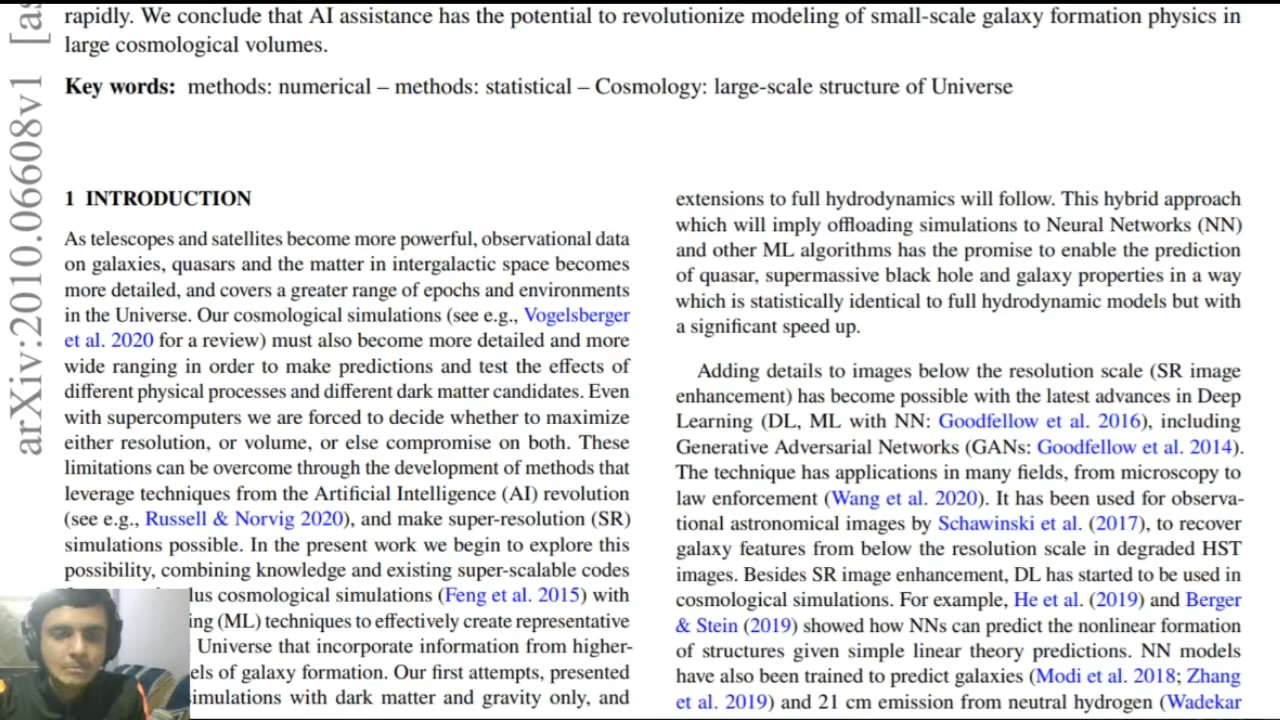 rapidly. We conclude that AI assistance has the potential to revolutionize modeling of small-scale galaxy formation physics in
large cosmological volumes.
Key words: methods: numerical – methods: statistical – Cosmology: large-scale structure of Universe
arXiv:2010.06608v1
1 INTRODUCTION
As telescopes and satellites become more powerful, observational data
on galaxies, quasars and the matter in intergalactic space becomes
more detailed, and covers a greater range of epochs and environments
in the Universe. Our cosmological simulations (see e.g., Vogelsberger
et al. 2020 for a review) must also become more detailed and more
wide ranging in order to make predictions and test the effects of
different physical processes and different dark matter candidates. Even
with supercomputers we are forced to decide whether to maximize
either resolution, or volume, or else compromise on both. These
limitations can be overcome through the development of methods that
leverage techniques from the Artificial Intelligence (AI) revolution
(see e.g., Russell & Norvig 2020), and make super-resolution (SR)
simulations possible. In the present work we begin to explore this
possibility, combining knowledge and existing super-scalable codes
lus cosmological simulations (Feng et al. 2015) with
ing (ML) techniques to effectively create representative
Universe that incorporate information from higher-
els of galaxy formation. Our first attempts, presented
imulations with dark matter and gravity only, and
extensions to full hydrodynamics will follow. This hybrid approach
which will imply offloading simulations to Neural Networks (NN)
and other ML algorithms has the promise to enable the prediction
of quasar, supermassive black hole and galaxy properties in a way
which is statistically identical to full hydrodynamic models but with
a significant speed up.
Adding details to images below the resolution scale (SR image
enhancement) has become possible with the latest advances in Deep
Learning (DL, ML with NN: Goodfellow et al. 2016), including
Generative Adversarial Networks (GANs: Goodfellow et al. 2014).
The technique has applications in many fields, from microscopy to
law enforcement (Wang et al. 2020). It has been used for observa-
tional astronomical images by Schawinski et al. (2017), to recover
galaxy features from below the resolution scale in degraded HST
images. Besides SR image enhancement, DL has started to be used in
cosmological simulations. For example, He et al. (2019) and Berger
& Stein (2019) showed how NNs can predict the nonlinear formation
of structures given simple linear theory predictions. NN models
have also been trained to predict galaxies (Modi et al. 2018; Zhang
et al. 2019) and 21 cm emission from neutral hydrogen (Wadekar